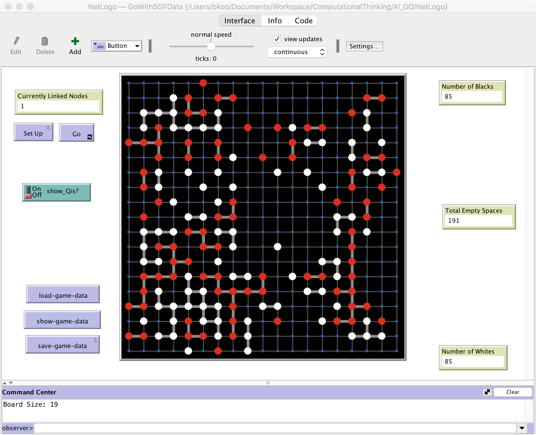 NetLogo — GoWithSGFData {/Users/bkoo/Documents/Workspace/ComputationalThinking/AI_GO/NetLogo}
Interface Info Code
Edit Delete Add
abc Button
normal speed
ticks: 0
view updates
continuous
Settings...
Currently Linked Nodes
1
Set Up
Go
On
Off
show_Qis?
load-game-data
show-game-data
save-game-data
S
Number of Blacks
85
Total Empty Spaces
191
Number of Whites
85
Command Center
Clear
Board Size: 19
observer>